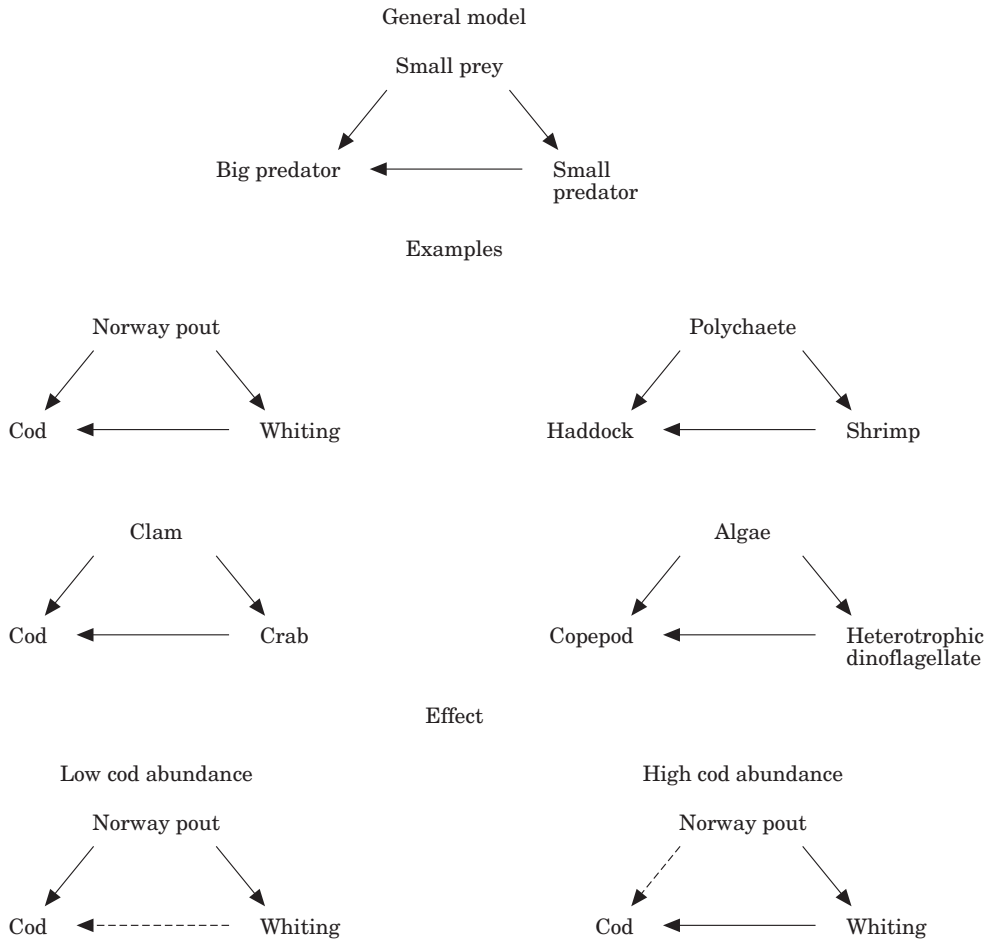 General model
Small prey
Big predator
Small
predator
Examples
Norway pout
Polychaete
Cod
Whiting
Haddock
Shrimp
Clam
Algae
Cod
Crab
Copepod
Heterotrophic
dinoflagellate
Effect
Low cod abundance
High cod abundance
Norway pout
Norway pout
Cod
Whiting
Cod
Whiting